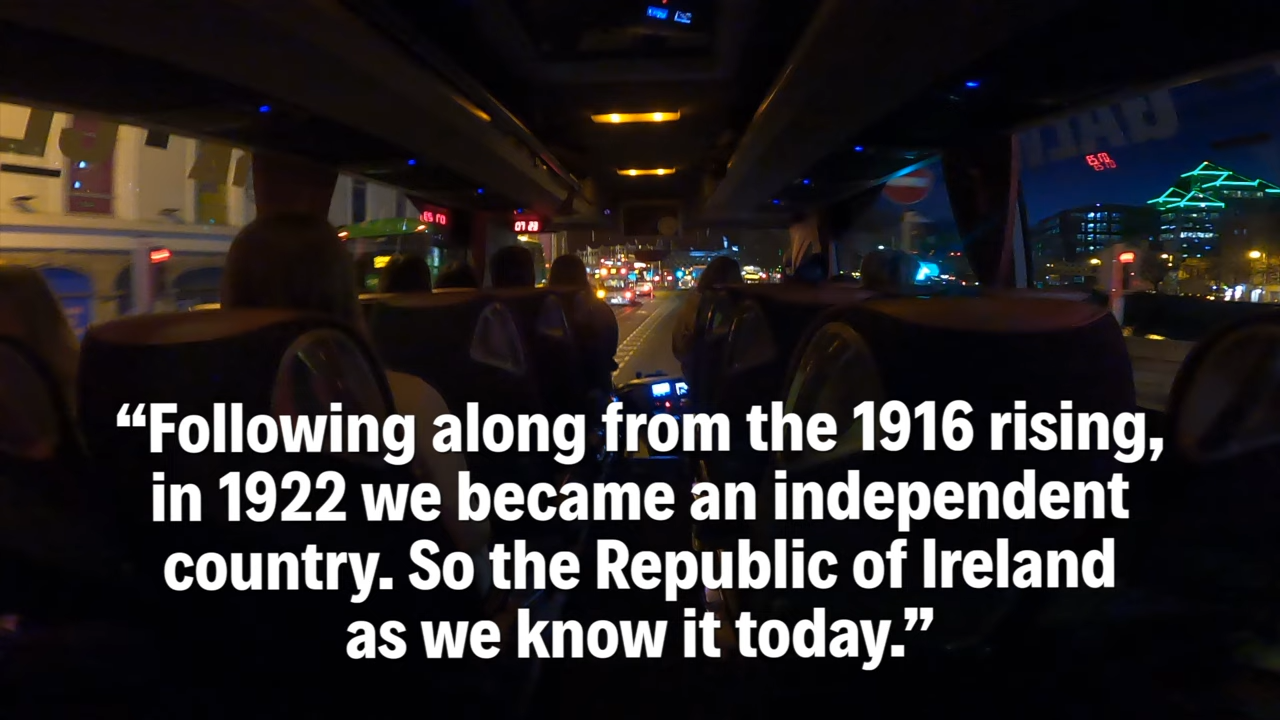 “Following along from the 1916 rising,
in 1922 we became an independent
country. So the Republic of Ireland
as we know it today.”